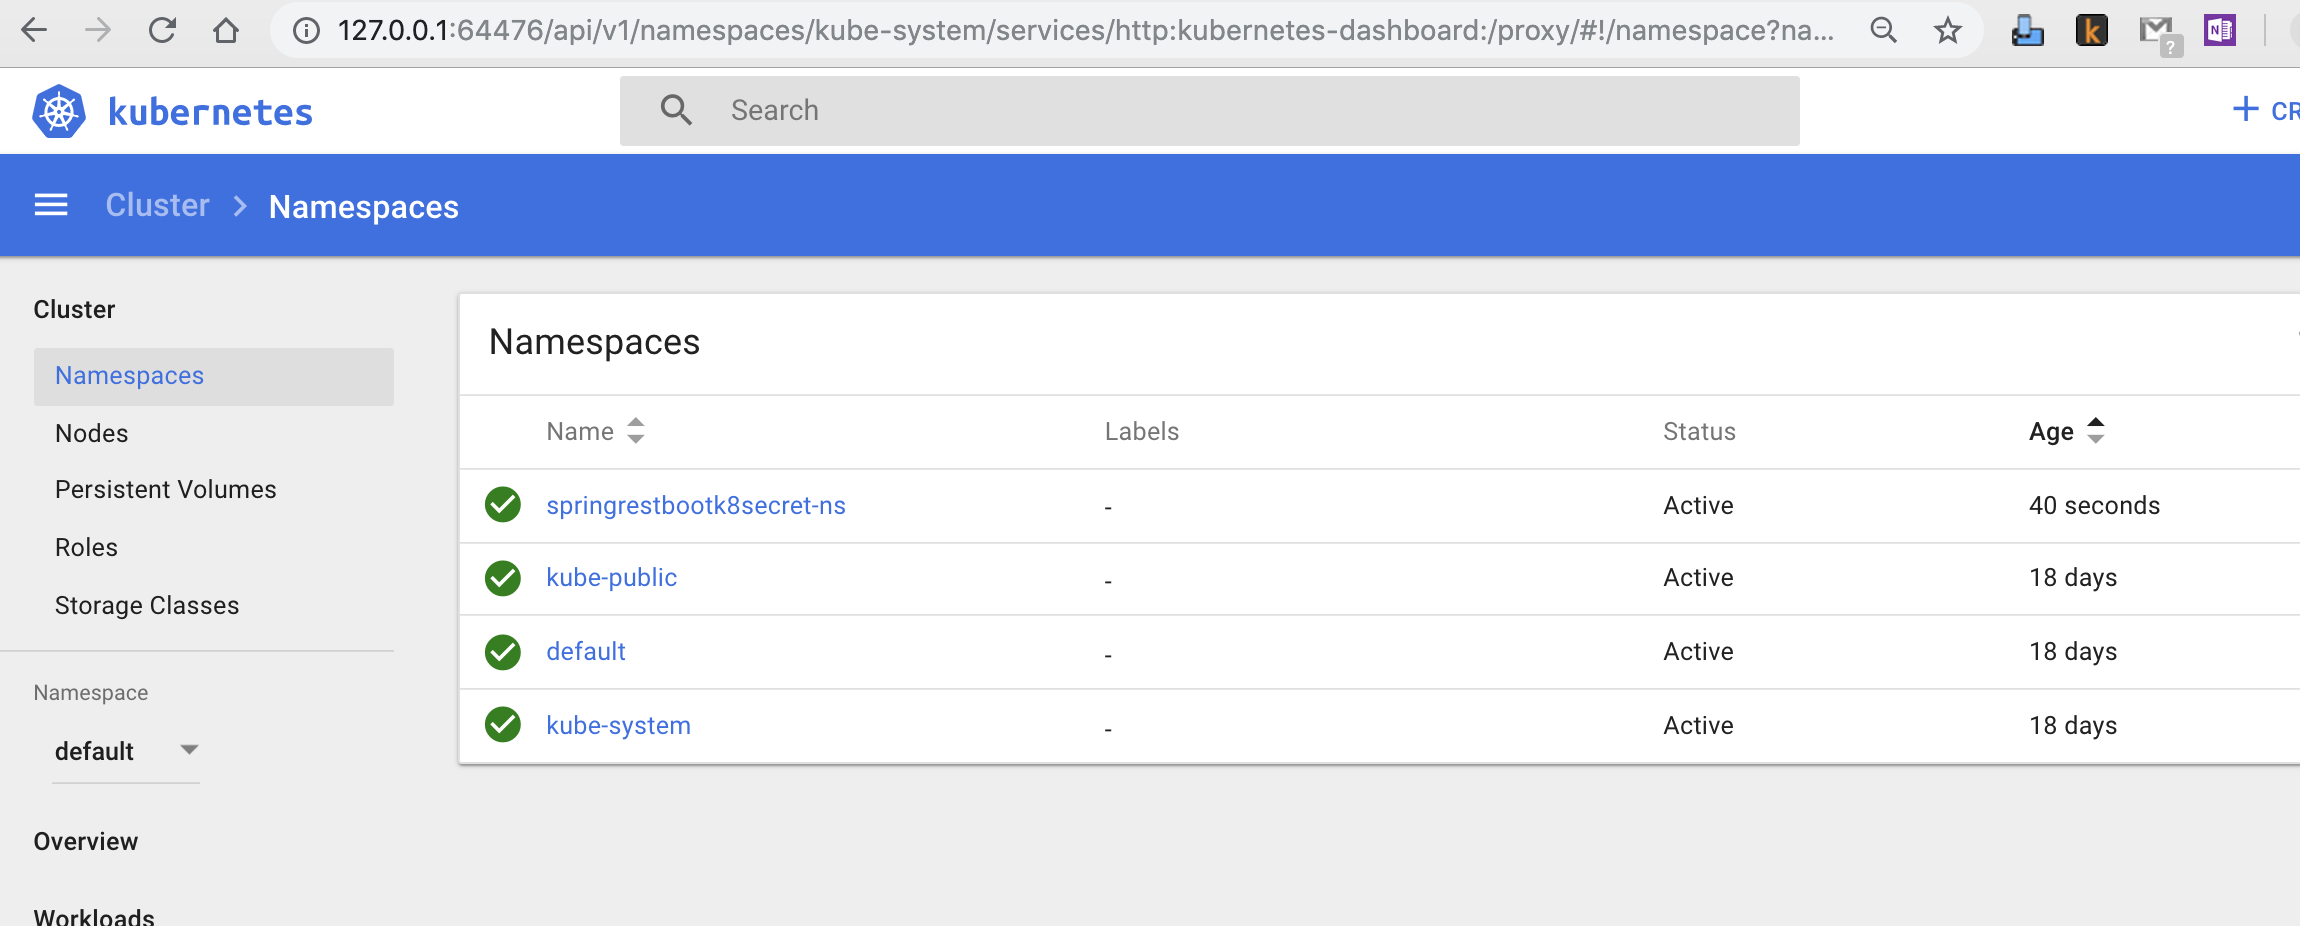 127.0.0.1:64476/api/v1/namespaces/kube-system/services/http:kubernetes-dashboard:/proxy/#!/namespace?na...
k
?
N
kubernetes
Search
+ CR
Cluster > Namespaces
Cluster
Namespaces
Nodes
Persistent Volumes
Roles
Storage Classes
Namespace
default
Overview
Workloads
Namespaces
Name Labels Status Age
springrestbootk8secret-ns - Active 40 seconds
kube-public - Active 18 days
default - Active 18 days
kube-system - Active 18 days